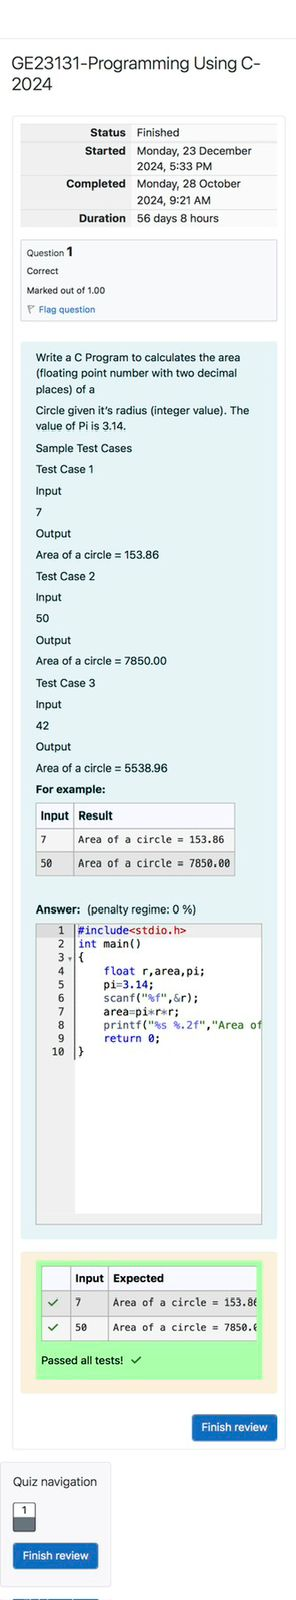 GE23131-Programming Using C-
2024
Status Finished
Started Monday, 23 December
2024, 5:33 PM
Completed Monday, 28 October
2024, 9:21 AM
Duration 56 days 8 hours
Question 1
Correct
Marked out of 1.00
Flag question
Write a C Program to calculates the area
(floating point number with two decimal
places) of a
Circle given it's radius (integer value). The
value of Pi is 3.14.
Sample Test Cases
Test Case 1
Input
7
Output
Area of a circle = 153.86
Test Case 2
Input
50
Output
Area of a circle = 7850.00
Test Case 3
Input
42
Output
Area of a circle = 5538.96
For example:
Input Result
7 Area of a circle = 153.86
50 Area of a circle = 7850.00
Answer: (penalty regime: 0 %)
1 #include<stdio.h>
2 int main()
3 {
4 float r,area,pi;
5 pi=3.14;
6 scanf("%f",&r);
7 area=pi*r*r;
8 printf("%s %.2f","Area of
9 return 0;
10 }
Input Expected
7 Area of a circle = 153.86
50 Area of a circle = 7850.0
Passed all tests!
Finish review
Quiz navigation
1
Finish review